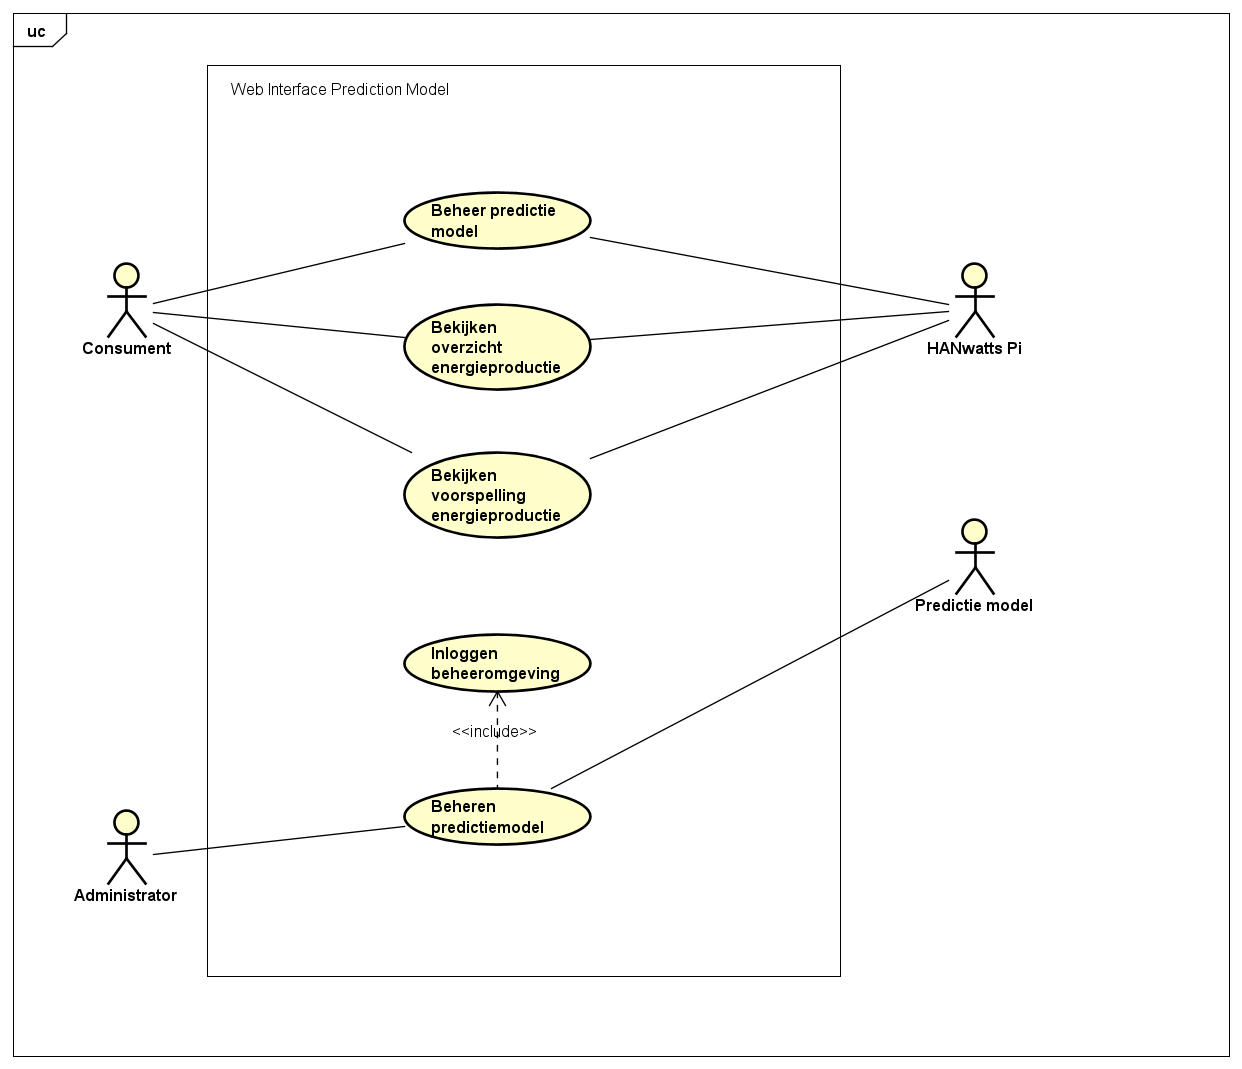 uc
Web Interface Prediction Model
Beheer predictie
model
Consument
HANwatts Pi
Bekijken
overzicht
energieproductie
Bekijken
voorspelling
energieproductie
Predictie model
Inloggen
beheeromgeving
<<include>>
Beheren
predictiemodel
Administrator